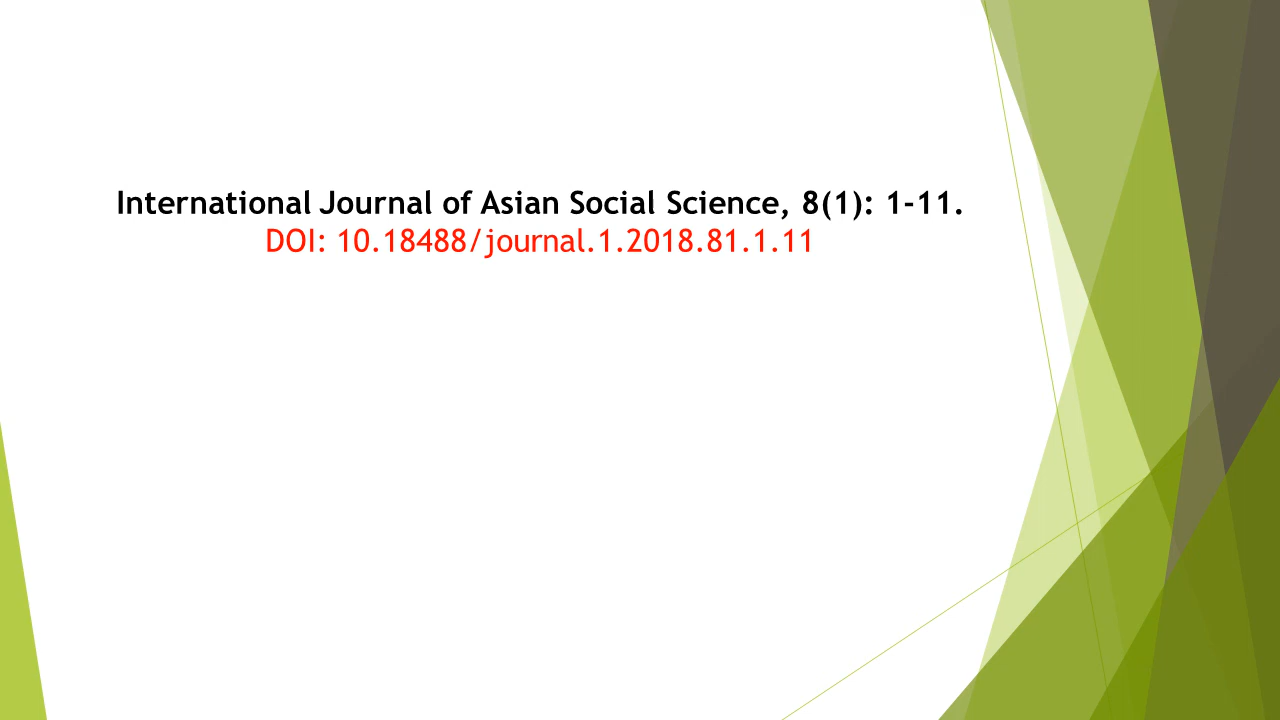 International Journal of Asian Social Science, 8(1): 1-11.
DOI: 10.18488/journal.1.2018.81.1.11